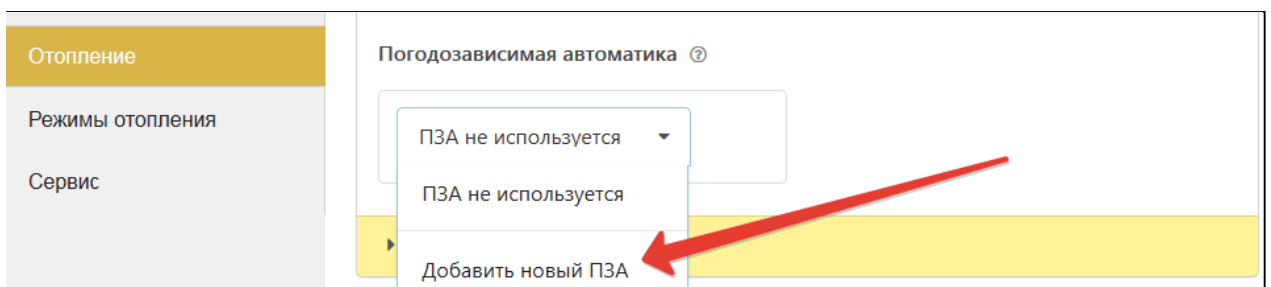 Отопление
Режимы отопления
Сервис
Погодозависимая автоматика ?
ПЗА не используется
ПЗА не используется
Добавить новый ПЗА